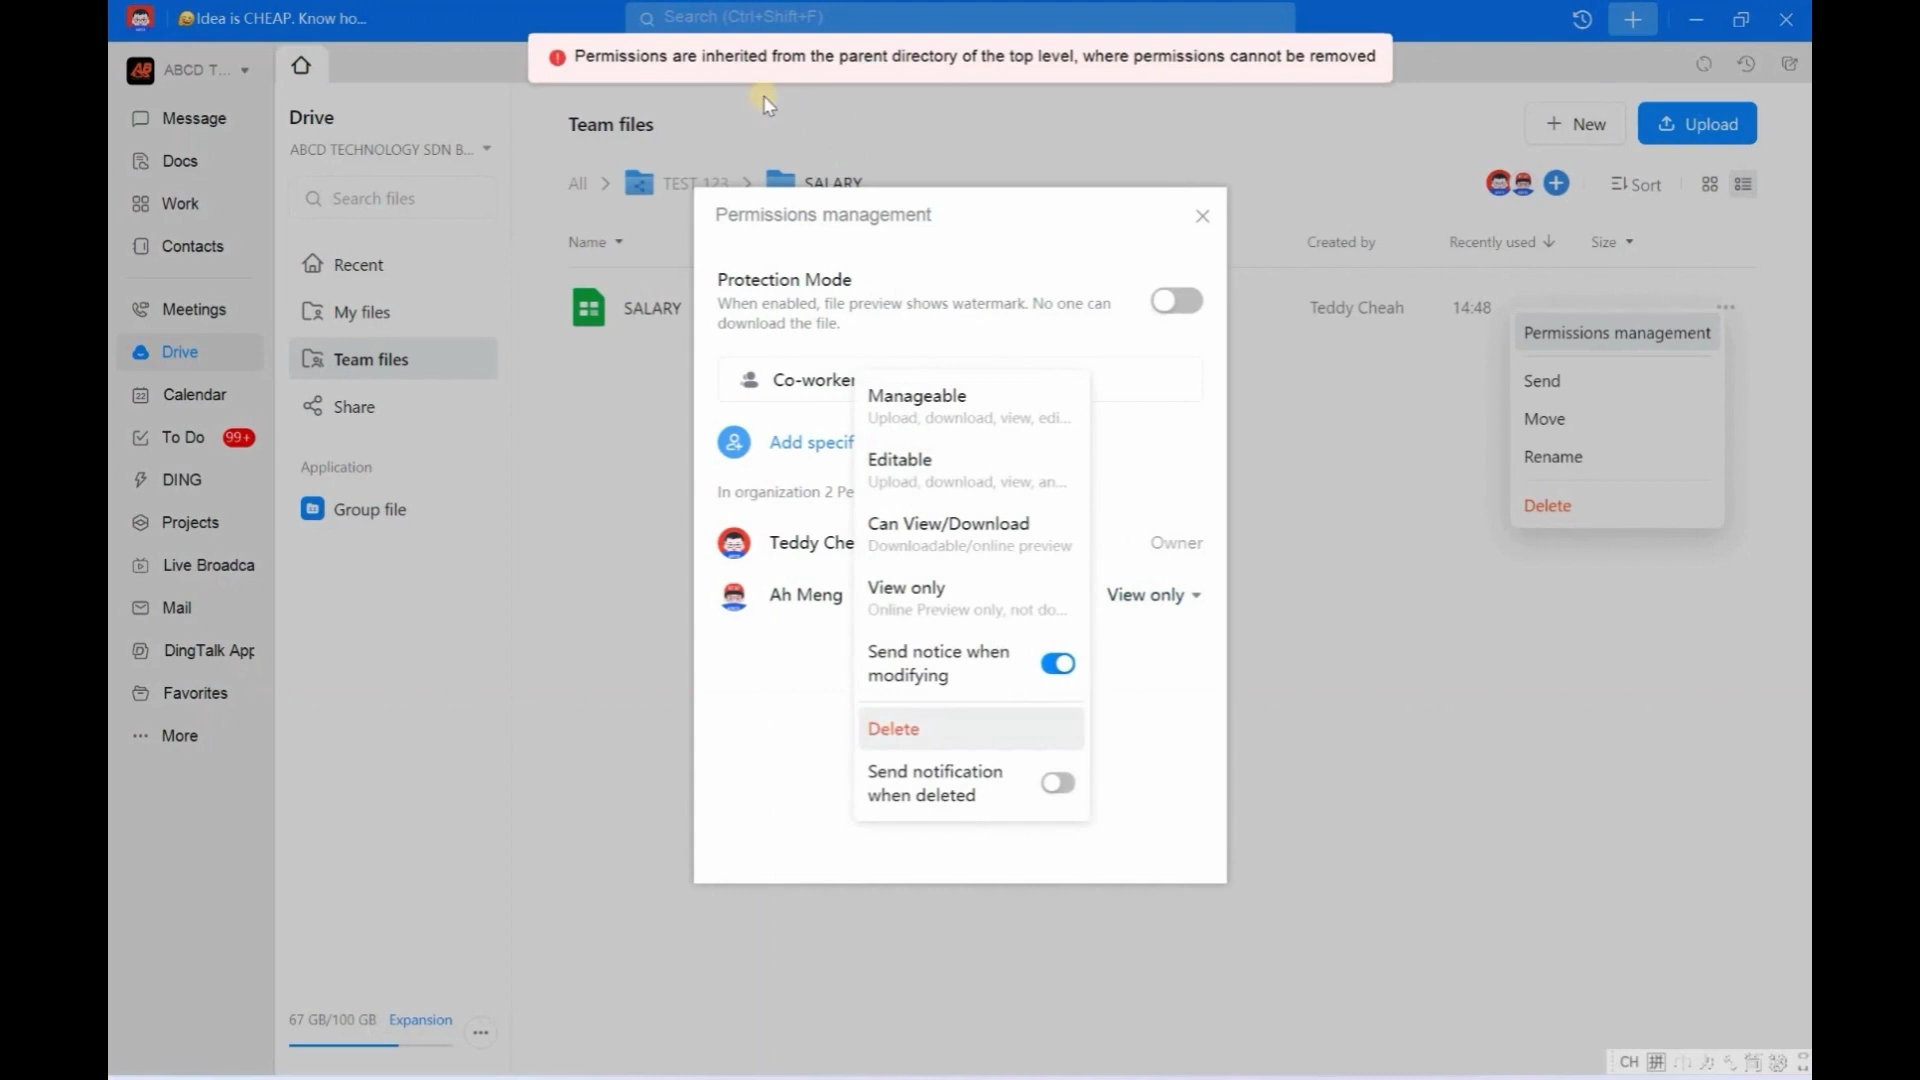 😄Idea is CHEAP. Know ho...
Search (Ctrl+Shift+F)
Permissions are inherited from the parent directory of the top level, where permissions cannot be removed
ABCD T...
Message
Docs
Work
Contacts
Meetings
Drive
Calendar
To Do 99+
DING
Projects
Live Broadca
Mail
DingTalk App
Favorites
More
Drive
ABCD TECHNOLOGY SDN B...
Search files
Recent
My files
Team files
Share
Application
Group file
67 GB/100 GB Expansion
Team files
New
Upload
All > TEST 123 > SALARY
Sort
Name
Created by
Recently used
Size
SALARY
Teddy Cheah
14:48
Permissions management
Send
Move
Rename
Delete
Permissions management
Protection Mode
When enabled, file preview shows watermark. No one can
download the file.
Co-worker
Add specif
In organization 2 Pe
Teddy Che
Owner
Ah Meng
View only
Manageable
Upload, download, view, edi...
Editable
Upload, download, view, an...
Can View/Download
Downloadable/online preview
View only
Online Preview only, not do...
Send notice when
modifying
Delete
Send notification
when deleted
CH 拼